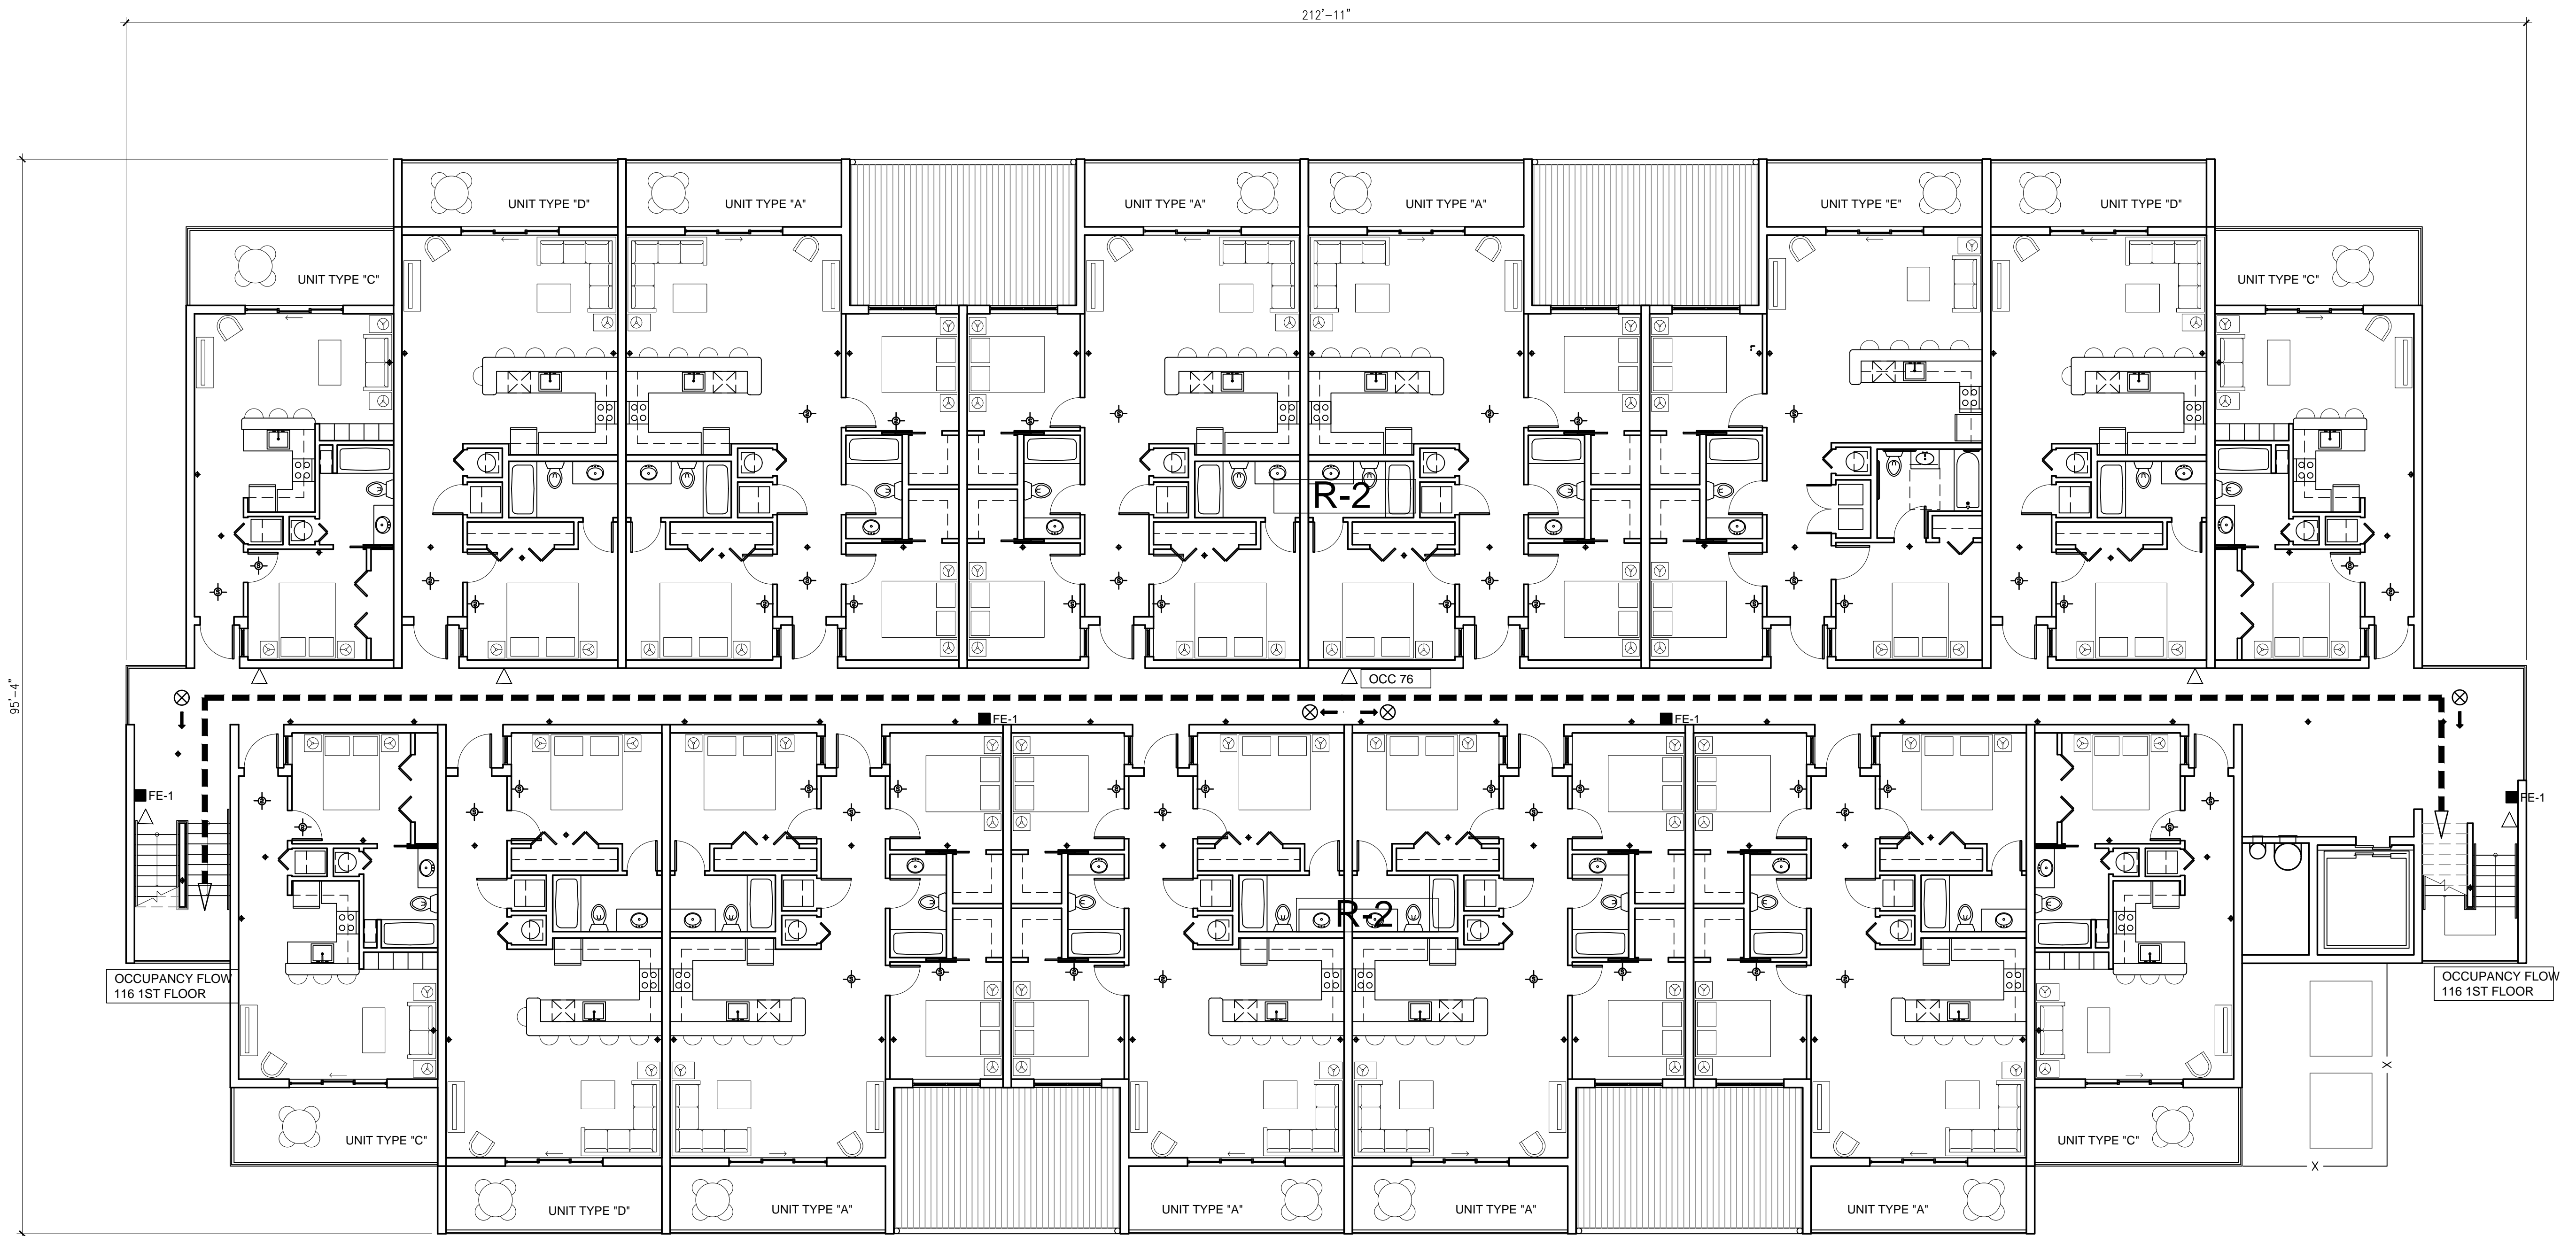 212'-11"
UNIT TYPE "D"
UNIT TYPE "A"
UNIT TYPE "A"
UNIT TYPE "A"
UNIT TYPE "E"
UNIT TYPE "D"
UNIT TYPE "C"
UNIT TYPE "C"
R-2
OCC 76
95'-4"
FE-1
FE-1
FE-1
FE-1
R-2
OCCUPANCY FLOW
116 1ST FLOOR
OCCUPANCY FLOW
116 1ST FLOOR
X
UNIT TYPE "C"
UNIT TYPE "C"
X
UNIT TYPE "D"
UNIT TYPE "A"
UNIT TYPE "A"
UNIT TYPE "A"
UNIT TYPE "A"